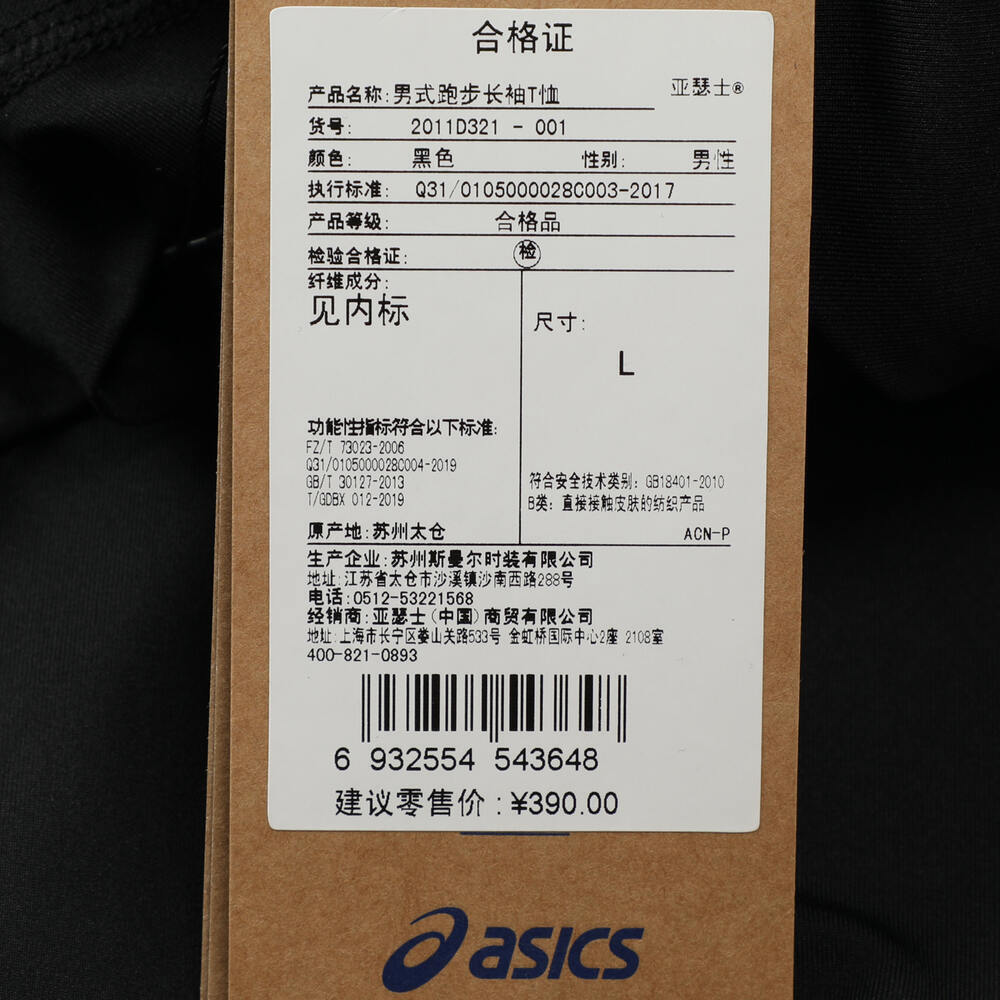 合格证
亚瑟士®
产品名称:男式跑步长袖T恤
货号: 2011D321 - 001
颜色: 黑色 性别: 男性
执行标准: Q31/0105000028C003-2017
产品等级: 合格品
检验合格证: 检
纤维成分:
见内标
尺寸:
L
功能性指标符合以下标准:
FZ/T 73023-2006
Q31/0105000028C004-2019
GB/T 30127-2013
T/GDBX 012-2019
符合安全技术类别: GB18401-2010
B类: 直接接触皮肤的纺织产品
原产地:苏州太仓
ACN-P
生产企业:苏州斯曼尔时装有限公司
地址:江苏省太仓市沙溪镇沙南西路288号
电话:0512-53221568
经销商:亚瑟士(中国)商贸有限公司
地址:上海市长宁区娄山关路533号 金虹桥国际中心2座 2108室
400-821-0893
6 932554 543648
建议零售价:¥390.00
asics